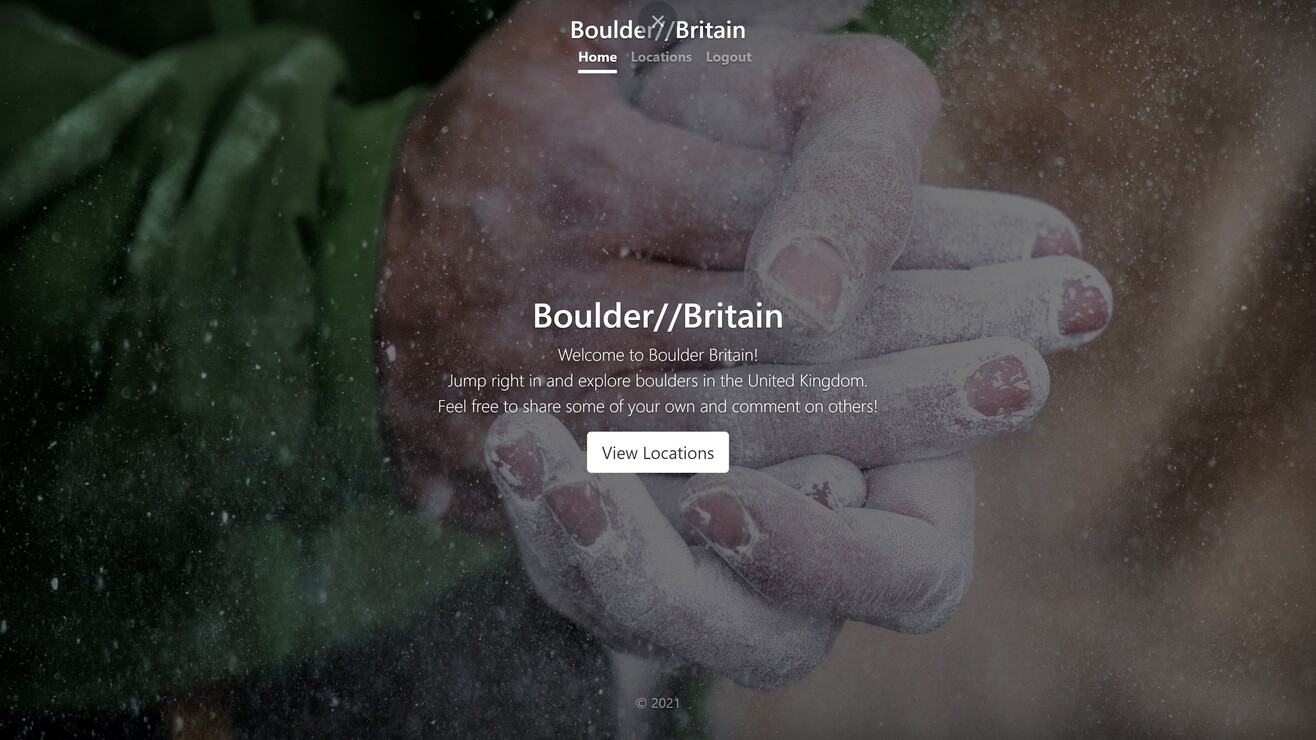 Boulder//Britain
Home Locations Logout
Boulder//Britain
Welcome to Boulder Britain!
Jump right in and explore boulders in the United Kingdom.
Feel free to share some of your own and comment on others!
View Locations
© 2021